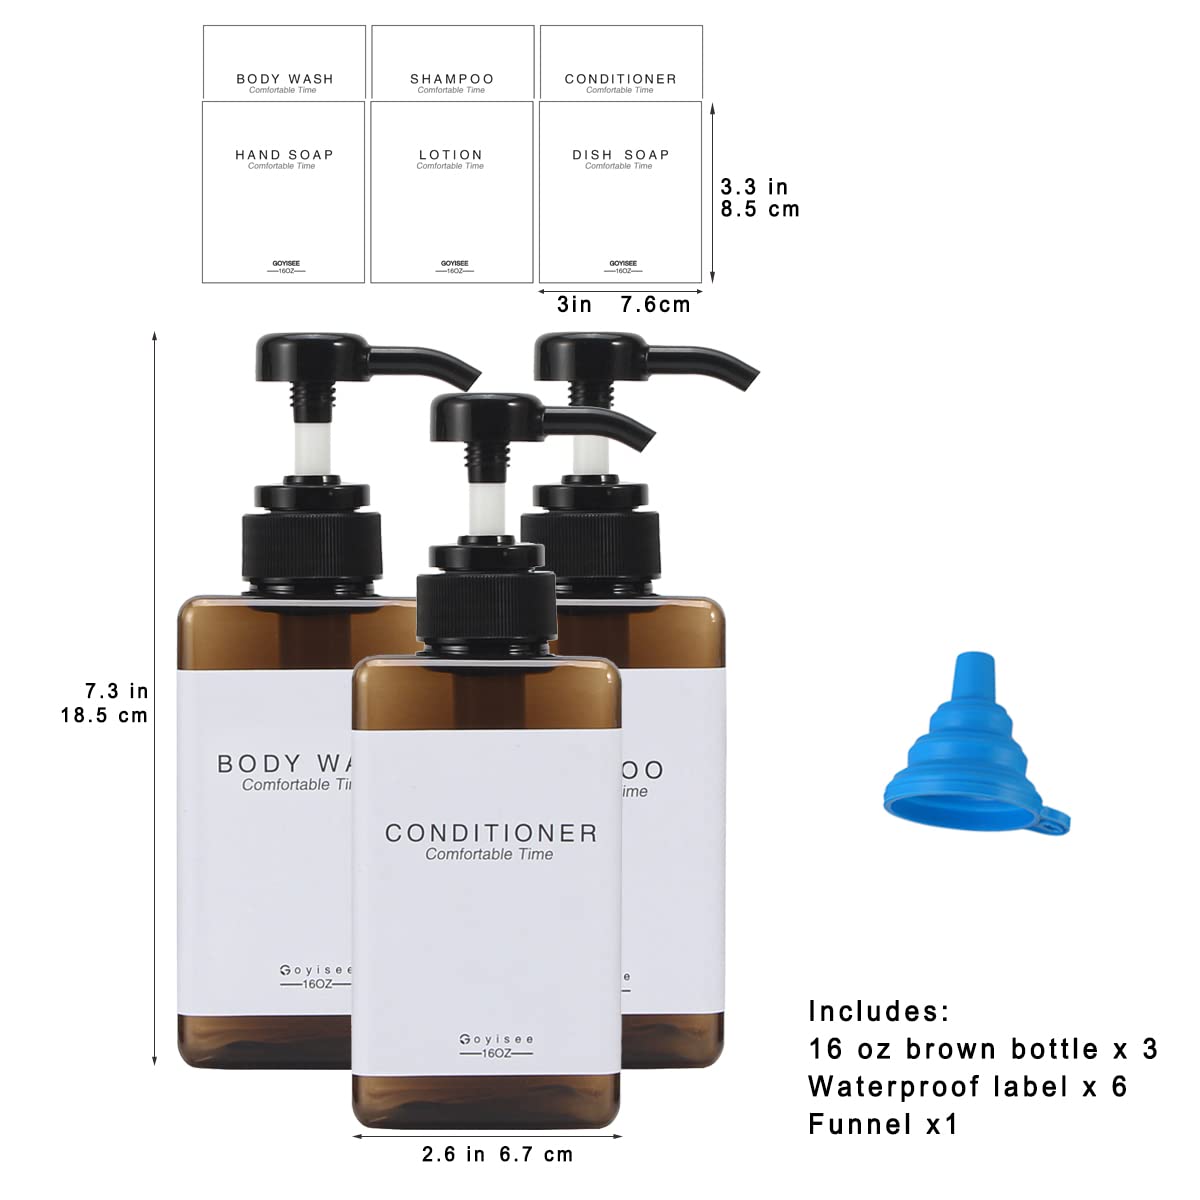 BODY WASH
Comfortable Time
SHAMPOO
Comfortable Time
CONDITIONER
Comfortable Time
HAND SOAP
Comfortable Time
GOYISEE
16OZ
LOTION
Comfortable Time
GOYISEE
16OZ
DISH SOAP
Comfortable Time
GOYISEE
16OZ
3.3 in
8.5 cm
3in 7.6cm
7.3 in
18.5 cm
BODY WA
Comfortable Ti
Goyisee
16OZ
OO
ime
e
CONDITIONER
Comfortable Time
Goyisee
16OZ
2.6 in 6.7 cm
Includes:
16 oz brown bottle x 3
Waterproof label x 6
Funnel x1